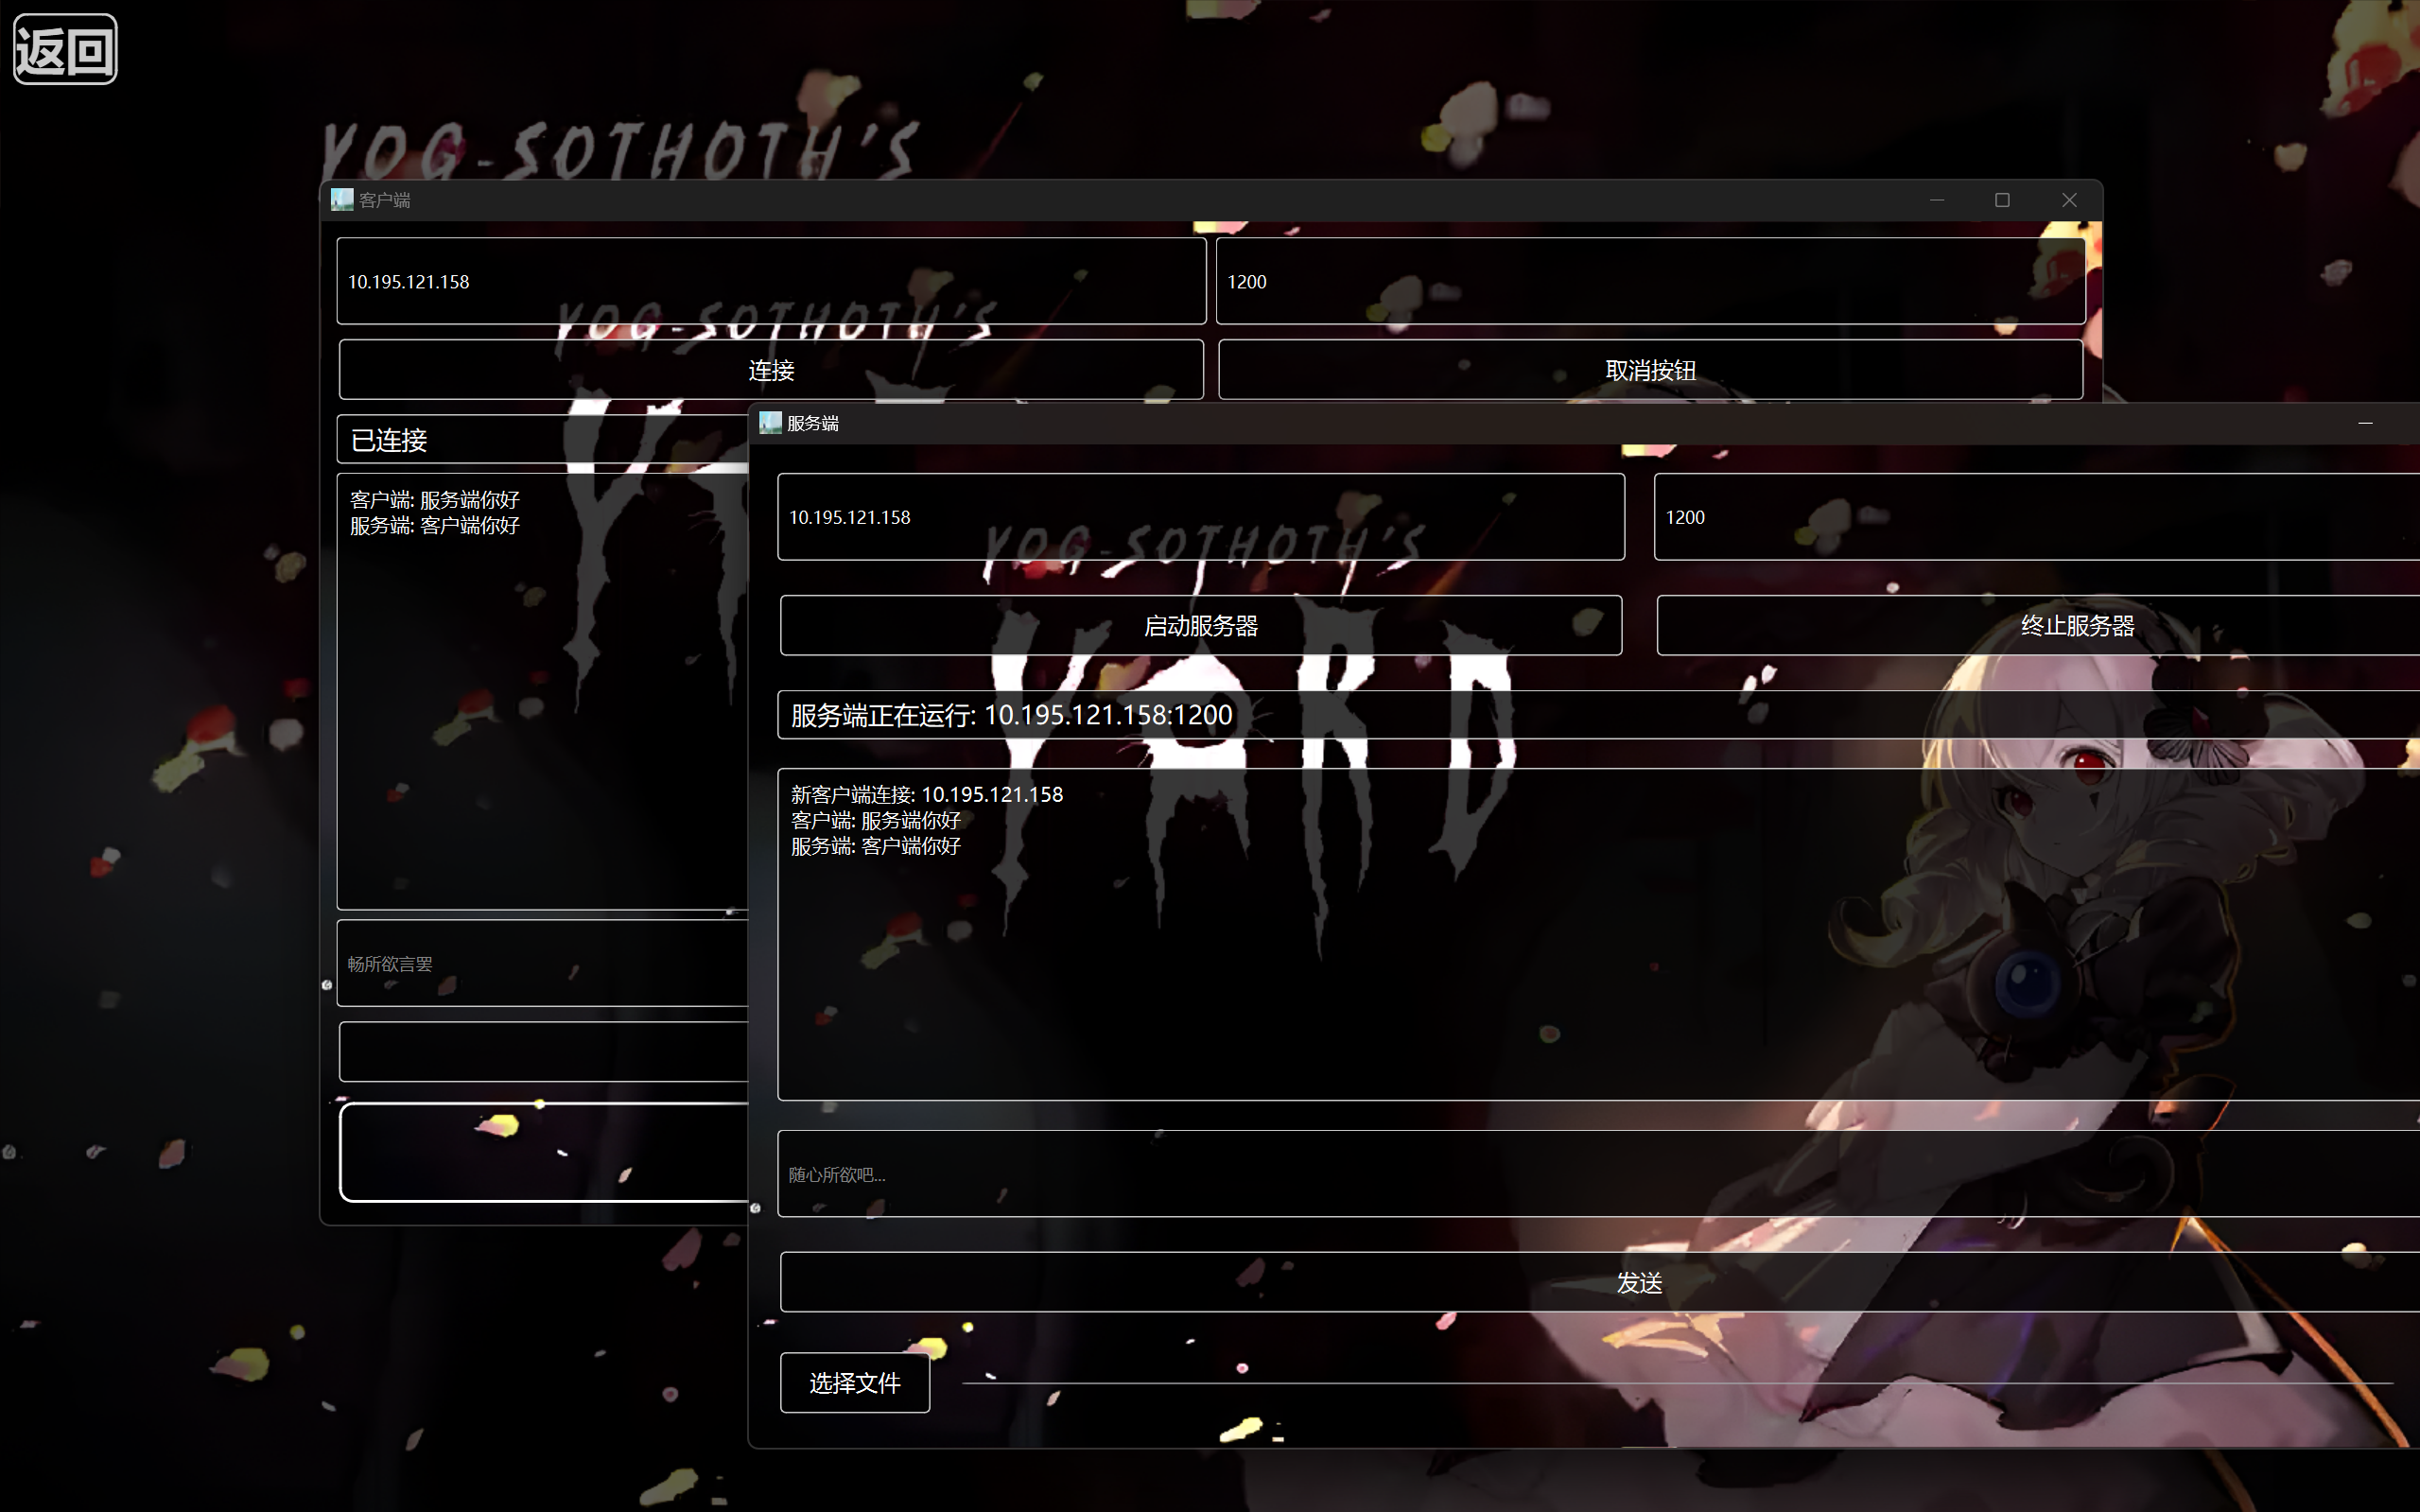 返回
YOG-SOTHOTH'S
客户端
10.195.121.158
1200
YOG-SOTHOTH'S
连接
取消按钮
已连接
客户端: 服务端你好
服务端: 客户端你好
畅所欲言罢
服务端
10.195.121.158
1200
YOG-SOTHOTH'S
启动服务器
终止服务器
YARD
服务端正在运行: 10.195.121.158:1200
新客户端连接: 10.195.121.158
客户端: 服务端你好
服务端: 客户端你好
随心所欲吧...
发送
选择文件